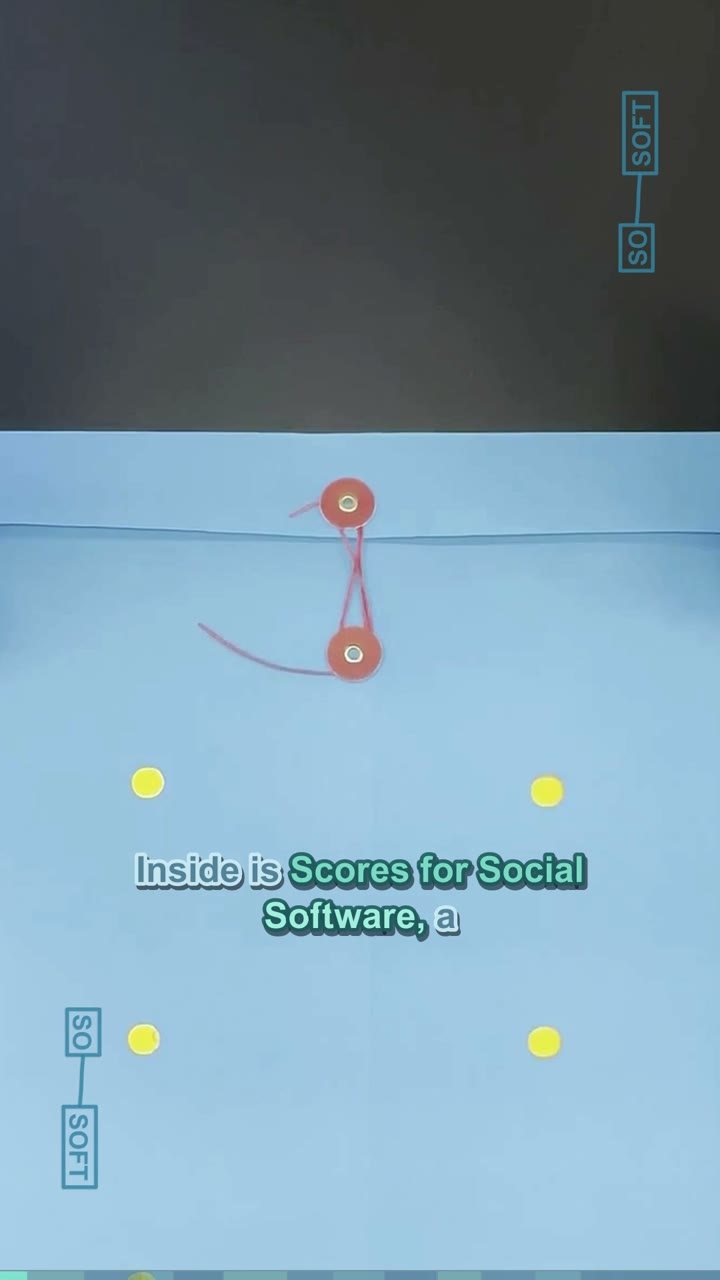 SO SOFT
Inside is Scores for Social
Software, a
SO SOFT